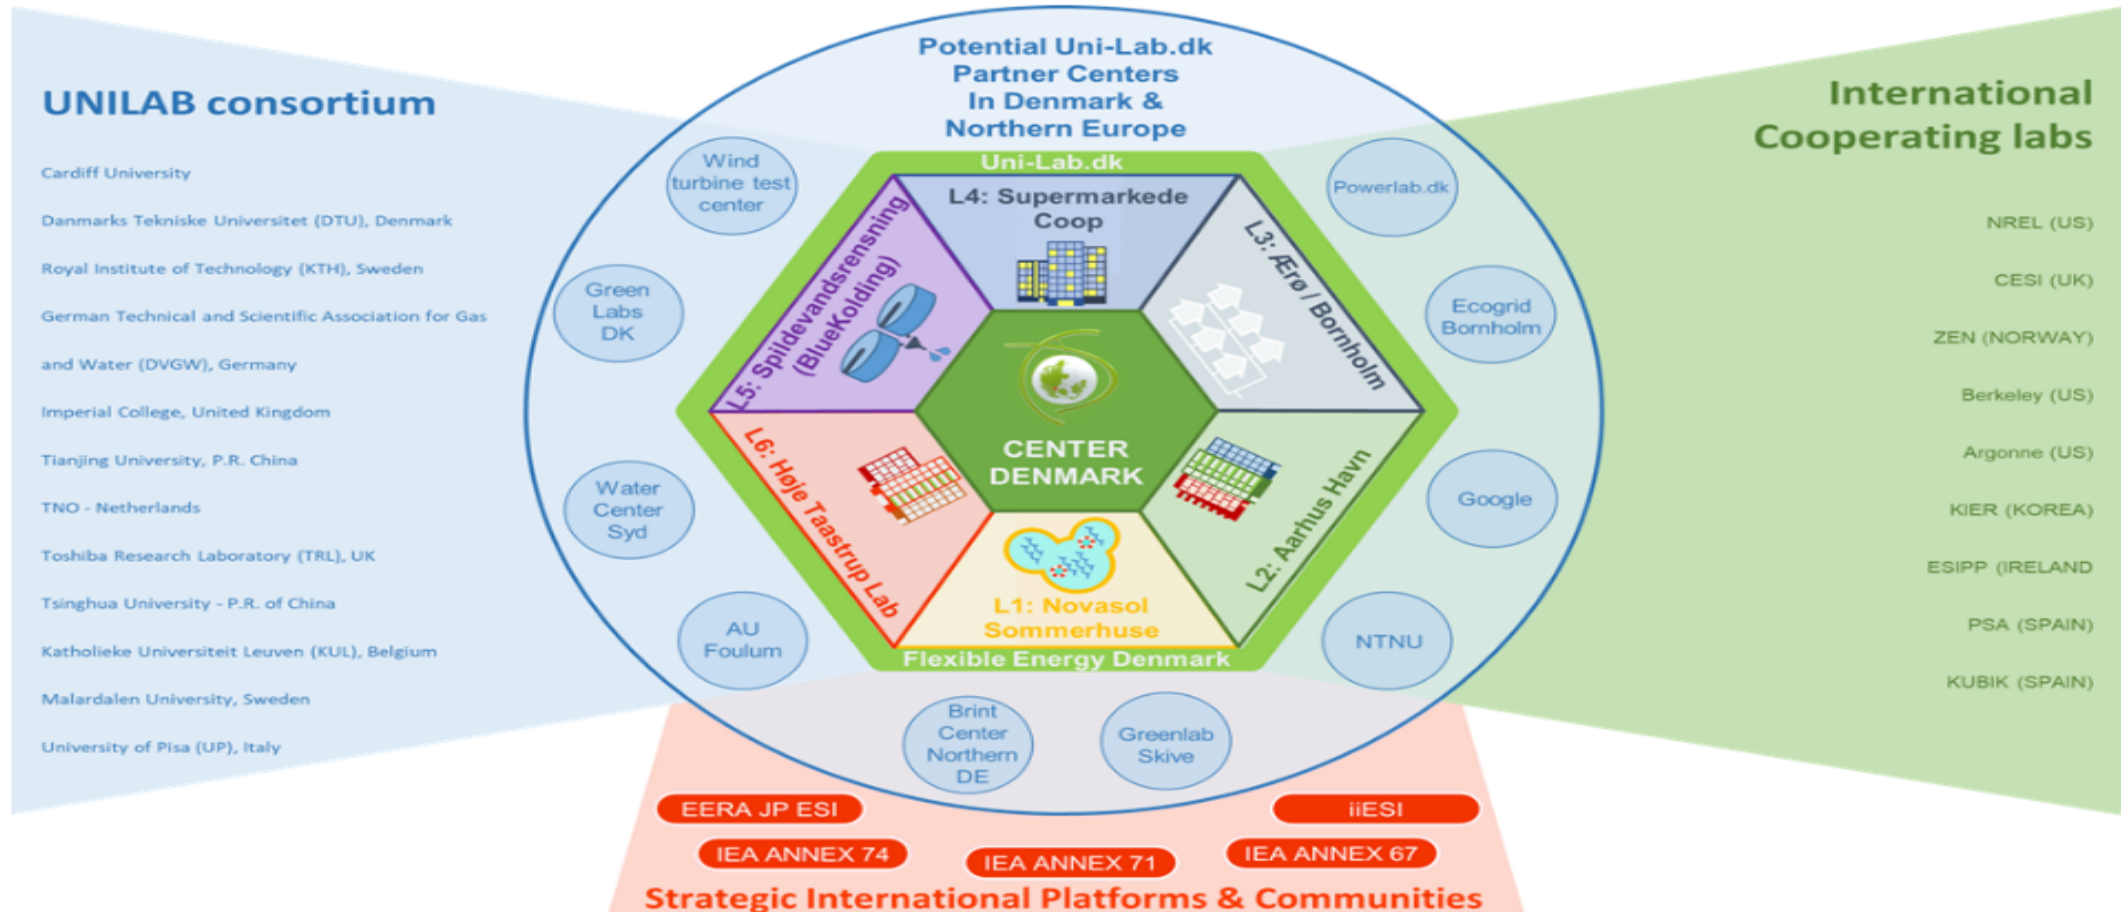 UNILAB consortium
Cardiff University
Danmarks Tekniske Universitet (DTU), Denmark
Royal Institute of Technology (KTH), Sweden
German Technical and Scientific Association for Gas
and Water (DVGW), Germany
Imperial College, United Kingdom
Tianjing University, P.R. China
TNO - Netherlands
Toshiba Research Laboratory (TRL), UK
Tsinghua University - P.R. of China
Katholieke Universiteit Leuven (KUL), Belgium
Malardalen University, Sweden
University of Pisa (UP), Italy
Potential Uni-Lab.dk
Partner Centers
In Denmark &
Northern Europe
Wind
turbine test
center
Green
Labs
DK
Water
Center
Syd
AU
Foulum
Brint
Center
Northern
DE
Greenlab
Skive
NTNU
Google
Ecogrid
Bornholm
Powerlab.dk
Uni-Lab.dk
L4: Supermarkede
Coop
L3: Ærø / Bornholm
L2: Aarhus Havn
L1: Novasol
Sommerhuse
L6: Høje Taastrup Lab
L5: Spildevandsrensning
(BlueKolding)
CENTER
DENMARK
Flexible Energy Denmark
International
Cooperating labs
NREL (US)
CESI (UK)
ZEN (NORWAY)
Berkeley (US)
Argonne (US)
KIER (KOREA)
ESIPP (IRELAND
PSA (SPAIN)
KUBIK (SPAIN)
EERA JP ESI
iiESI
IEA ANNEX 74
IEA ANNEX 71
IEA ANNEX 67
Strategic International Platforms & Communities